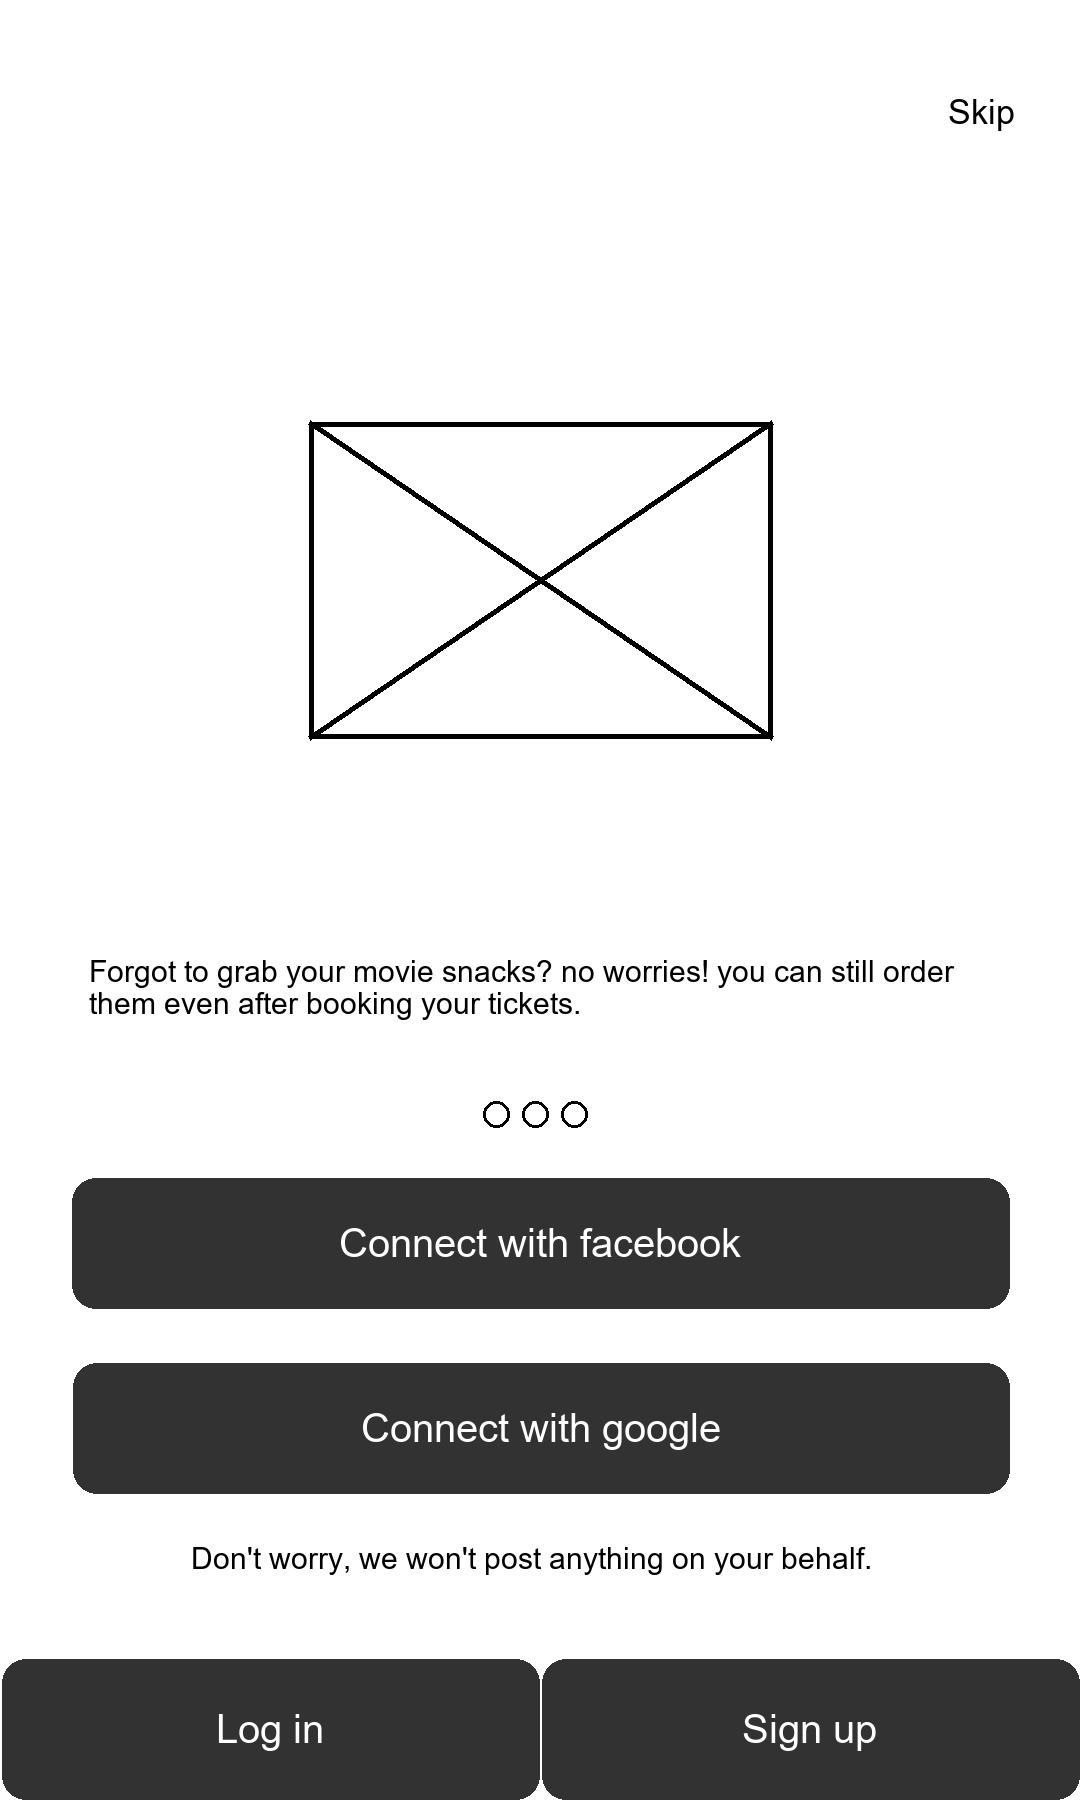 Skip
Forgot to grab your movie snacks? no worries! you can still order
them even after booking your tickets.
Connect with facebook
Connect with google
Don't worry, we won't post anything on your behalf.
Log in
Sign up